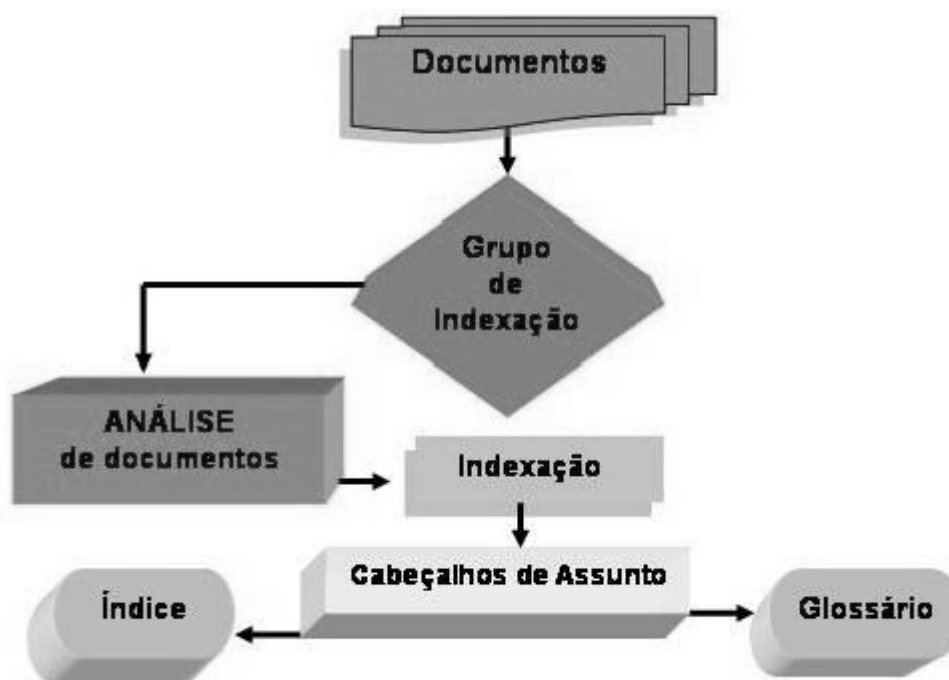 Documentos
Grupo
de
Indexação
ANÁLISE
de documentos
Indexação
Cabeçalhos de Assunto
Índice
Glossário